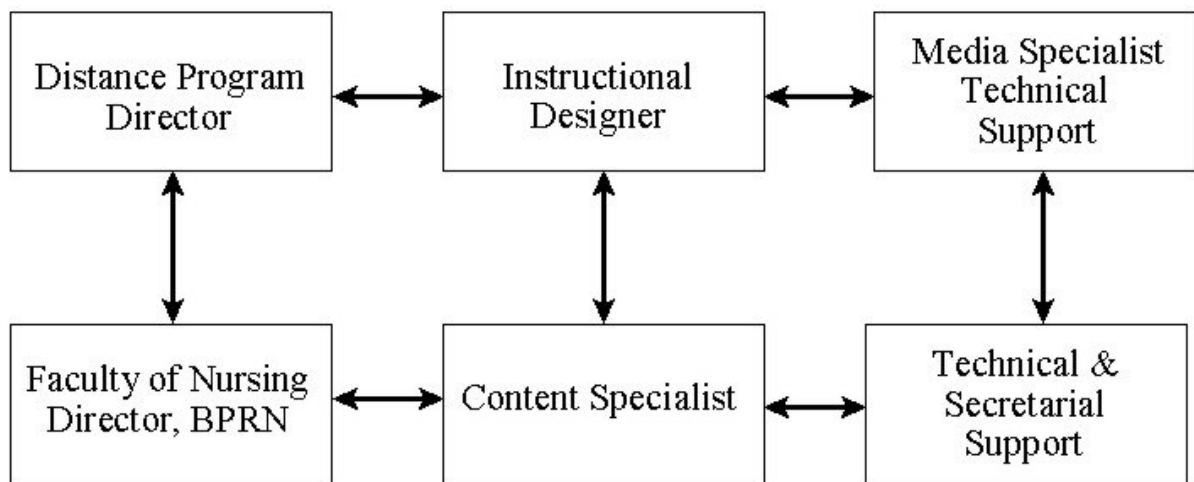 Distance Program
Director
Instructional
Designer
Media Specialist
Technical
Support
Faculty of Nursing
Director, BPRN
Content Specialist
Technical &
Secretarial
Support